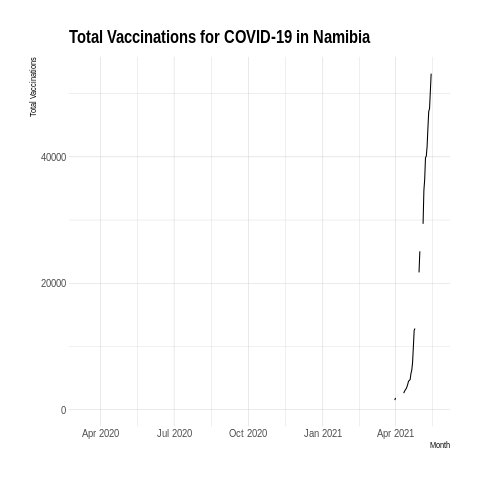 Total Vaccinations for COVID-19 in Namibia
Total Vaccinations
40000
20000
0
Apr 2020 Jul 2020 Oct 2020 Jan 2021 Apr 2021
Month